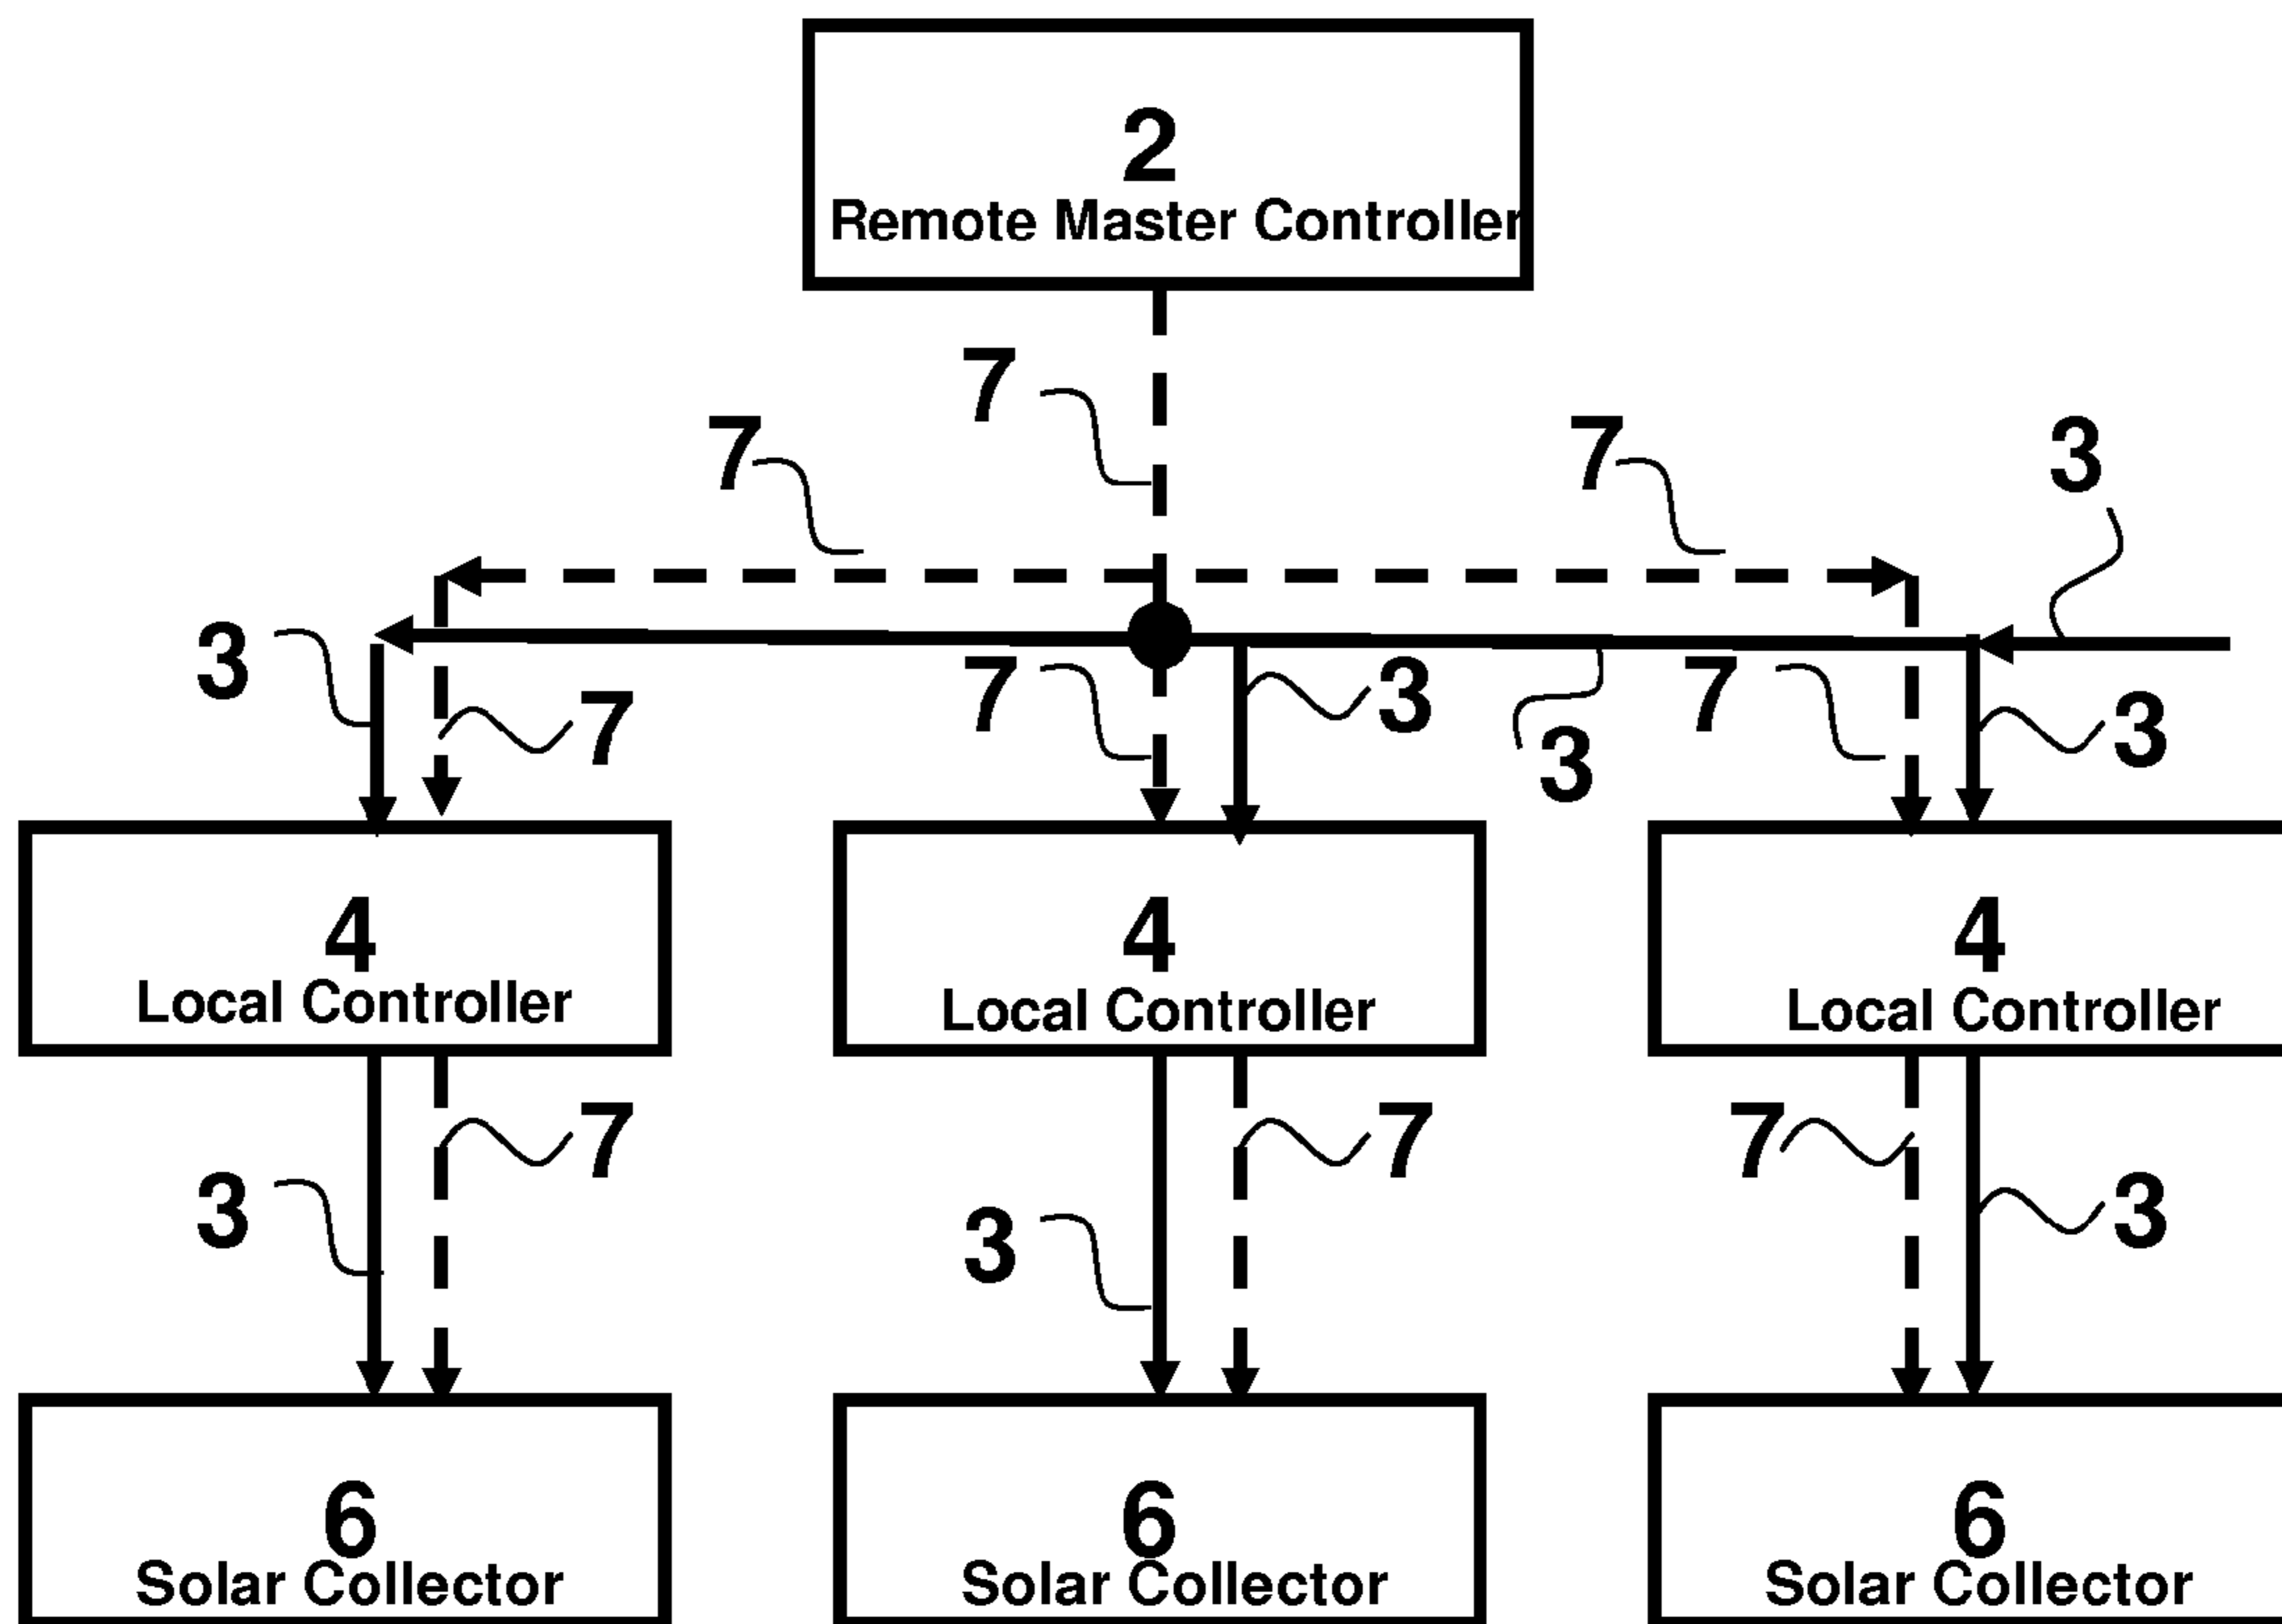 2
Remote Master Controller
7
7 7 3
3 7 7 3 3 7 3
4 4 4
Local Controller Local Controller Local Controller
7 7 7
3 3 3
6 6 6
Solar Collector Solar Collector Solar Collector